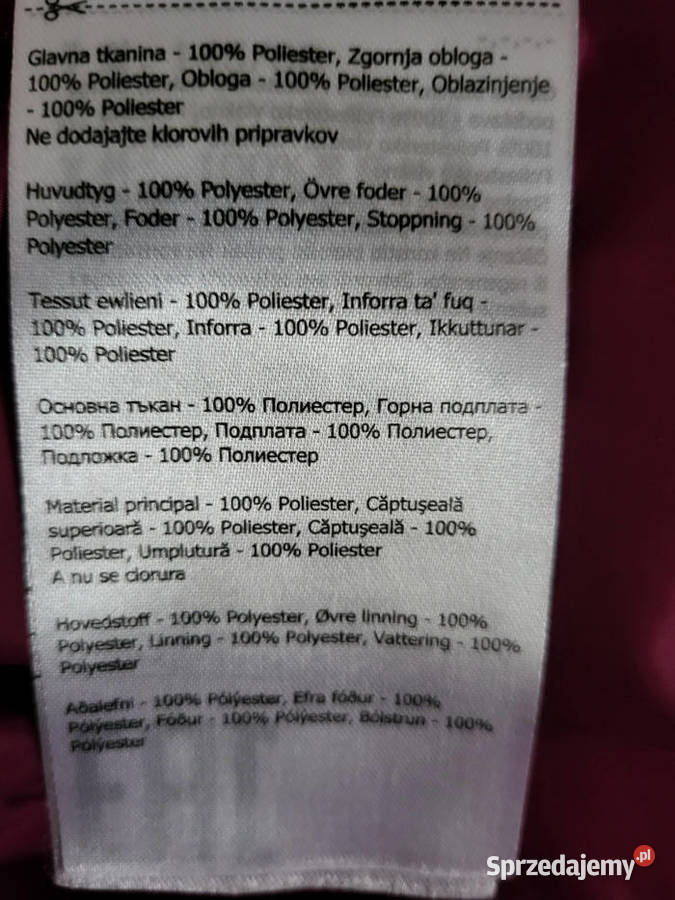 Glavna tkanina - 100% Poliester, Zgornja obloga -
100% Poliester, Obloga - 100% Poliester, Oblazinjenje
- 100% Poliester
Ne dodajajte klorovih pripravkov
Huvudtyg - 100% Polyester, Övre foder - 100%
Polyester, Foder - 100% Polyester, Stoppning - 100%
Polyester
Tessut ewlieni - 100% Poliester, Inforra ta' fuq -
100% Poliester, Inforra - 100% Poliester, Ikkuttunar -
100% Poliester
Основна тъкан - 100% Полиестер, Горна подплата -
100% Полиестер, Подплата - 100% Полиестер,
Подложка - 100% Полиестер
Material principal - 100% Poliester, Căptuşeală
superioară - 100% Poliester, Căptuşeală - 100%
Poliester, Umplutură - 100% Poliester
A nu se clorura
Hovedstoff - 100% Polyester, Øvre linning - 100%
Polyester, Linning - 100% Polyester, Vattering - 100%
Polyester
Aðalefni - 100% Pólýester, Efra fóður - 100%
Pólýester, Fóður - 100% Pólýester, Bólstrun - 100%
Pólýester
Sprzedajemy.pl